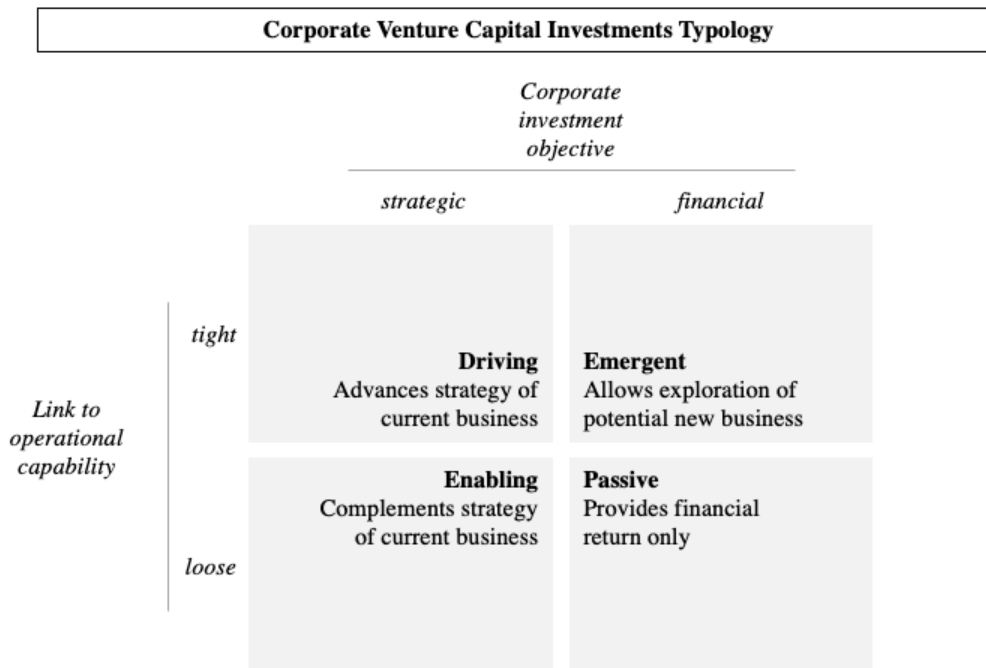 Corporate Venture Capital Investments Typology
Corporate
investment
objective
strategic
financial
tight
Driving
Advances strategy of
current business
Emergent
Allows exploration of
potential new business
Link to
operational
capability
Enabling
Complements strategy
of current business
Passive
Provides financial
return only
loose